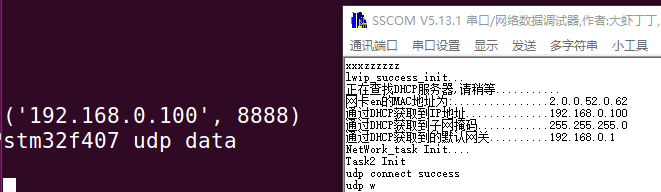 ('192.168.0.100', 8888)
stm32f407 udp data
SSCOM V5.13.1 串口/网络数据调试器,作者:大虾丁丁,
通讯端口 串口设置 显示 发送 多字符串 小工具
xxxzzzzzz
lwip_success_init...
正在查找DHCP服务器,请稍等...........
网卡en的MAC地址为:................2.0.0.52.0.62
通过DHCP获取到IP地址..............192.168.0.100
通过DHCP获取到子网掩码............255.255.255.0
通过DHCP获取到的默认网关..........192.168.0.1
NetWork_task Init....
Task2 Init
udp connect success
udp w